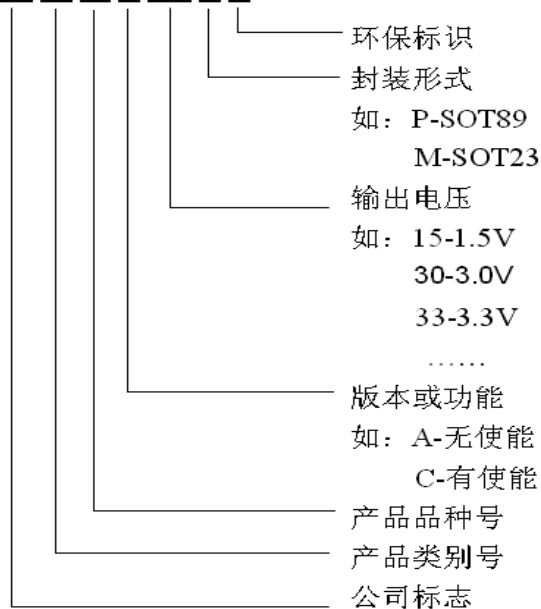 环保标识
封装形式
如：P-SOT89
M-SOT23
输出电压
如：15-1.5V
30-3.0V
33-3.3V
……
版本或功能
如：A-无使能
C-有使能
产品品种号
产品类别号
公司标志